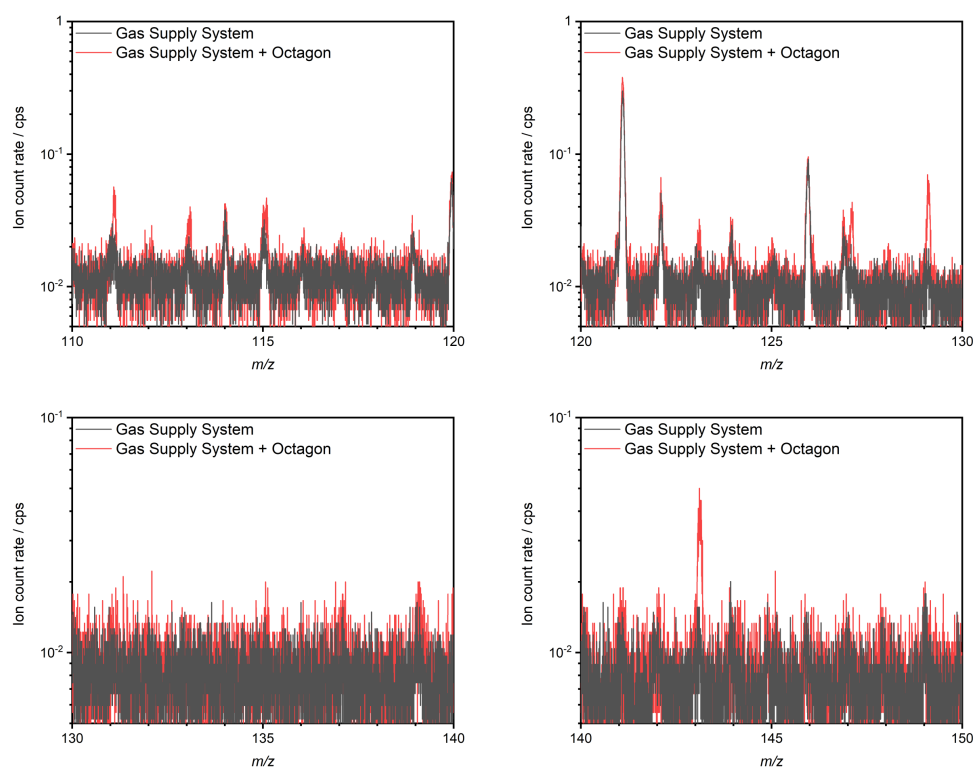 1
Gas Supply System
Gas Supply System + Octagon
10-1
10-2
Ion count rate / cps
110
115
120
m/z
1
Gas Supply System
Gas Supply System + Octagon
10-1
10-2
Ion count rate / cps
120
125
130
m/z
10-1
Gas Supply System
Gas Supply System + Octagon
10-2
Ion count rate / cps
130
135
140
m/z
10-1
Gas Supply System
Gas Supply System + Octagon
10-2
Ion count rate / cps
140
145
150
m/z